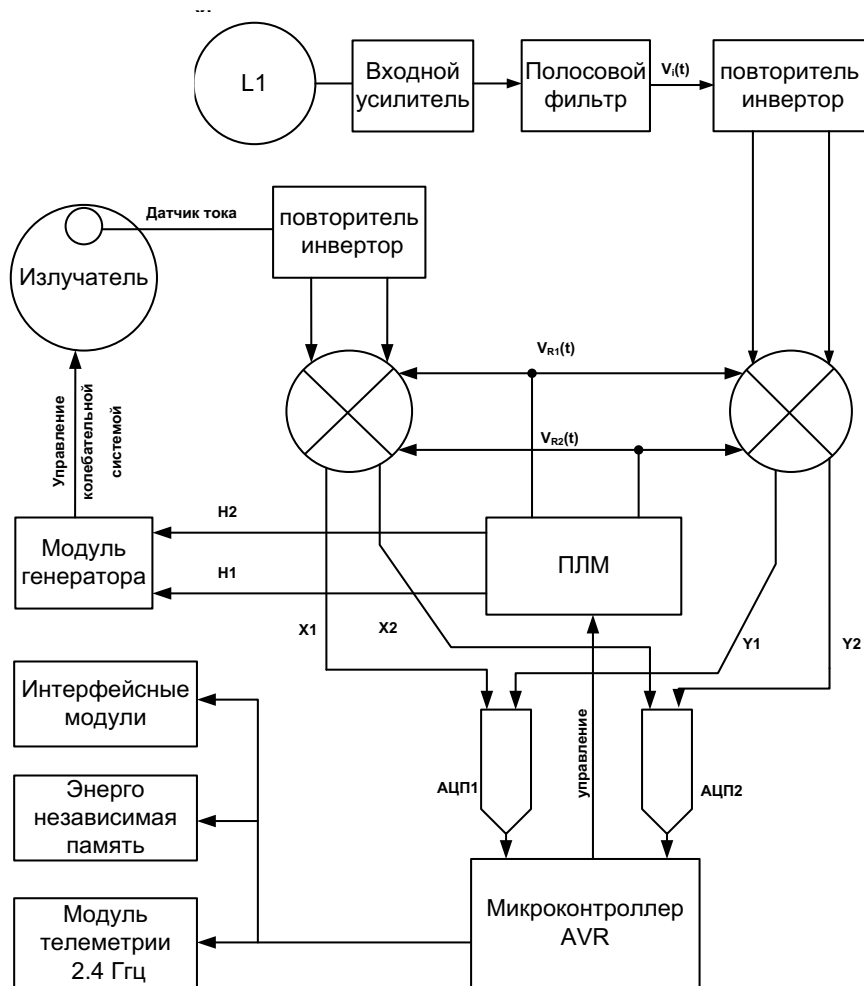 L1
Входной
усилитель
Полосовой
фильтр
Vi(t)
повторитель
инвертор
Датчик тока
повторитель
инвертор
Излучатель
VR1(t)
VR2(t)
Управление
колебательной
системой
H2
H1
Модуль
генератора
ПЛМ
X1
X2
Y1
Y2
управление
АЦП1
АЦП2
Интерфейсные
модули
Энерго
независимая
память
Модуль
телеметрии
2.4 Ггц
Микроконтроллер
AVR